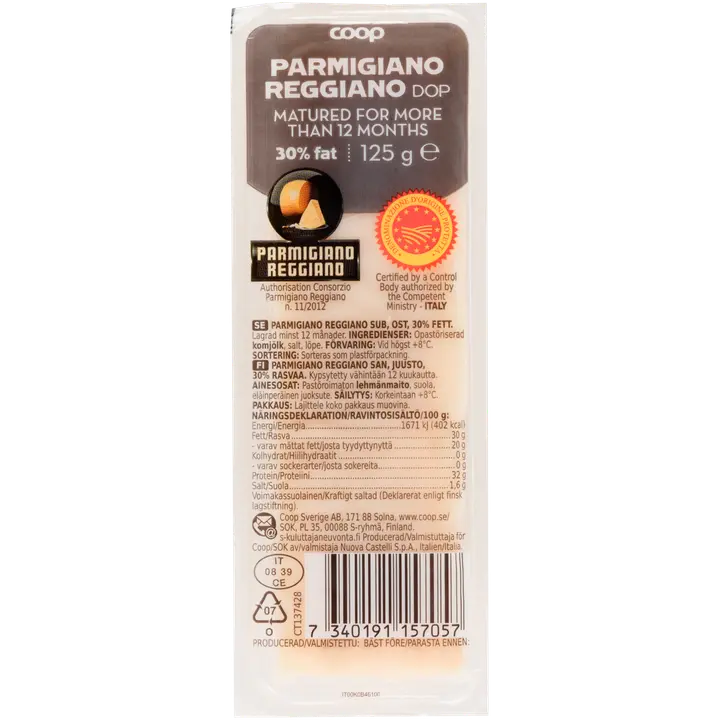 coop
PARMIGIANO
REGGIANO DOP
MATURED FOR MORE
THAN 12 MONTHS
30% fat 125 g ℮
PARMIGIANO
REGGIANO
Authorisation Consorzio
Parmigiano Reggiano
n. 11/2012
DENOMINAZIONE D'ORIGINE PROTETTA
Certified by a Control
Body authorized by
the Competent
Ministry - ITALY
SE PARMIGIANO REGGIANO SUB, OST, 30% FETT.
Lagrad minst 12 månader. INGREDIENSER: Opastöriserad
komjölk, salt, löpe. FÖRVARING: Vid högst +8°C.
SORTERING: Sorteras som plastförpackning.
FI PARMIGIANO REGGIANO SAN, JUUSTO,
30% RASVAA. Kypsytetty vähintään 12 kuukautta.
AINESOSAT: Pastöroimaton lehmänmaito, suola,
eläinperäinen juoksute. SÄILYTYS: Korkeintaan +8°C.
PAKKAUS: Lajittele koko pakkaus muovina.
NÄRINGSDEKLARATION/RAVINTOSISÄLTÖ/100 g:
Energi/Energia 1671 kJ (402 kcal)
Fett/Rasva 30 g
- varav mättat fett/josta tyydyttynyttä 20 g
Kolhydrat/Hiilihydraatit 0 g
- varav sockerarter/josta sokereita 0 g
Protein/Proteiini 32 g
Salt/Suola 1,6 g
Voimakassuolainen/Kraftigt saltad (Deklarerat enligt finsk
lagstiftning).
Coop Sverige AB, 171 88 Solna, www.coop.se/
SOK, PL 35, 00088 S-ryhmä, Finland.
s-kuluttajaneuvonta.fi Producerad/Valmistuttaja för
Coop/SOK av/valmistaja Nuova Castelli S.p.A., Italien/Italia.
IT
08 39
CE
07
O
CT137428
7 340191 157057
PRODUCERAD/VALMISTETTU: BÄST FÖRE/PARASTA ENNEN: